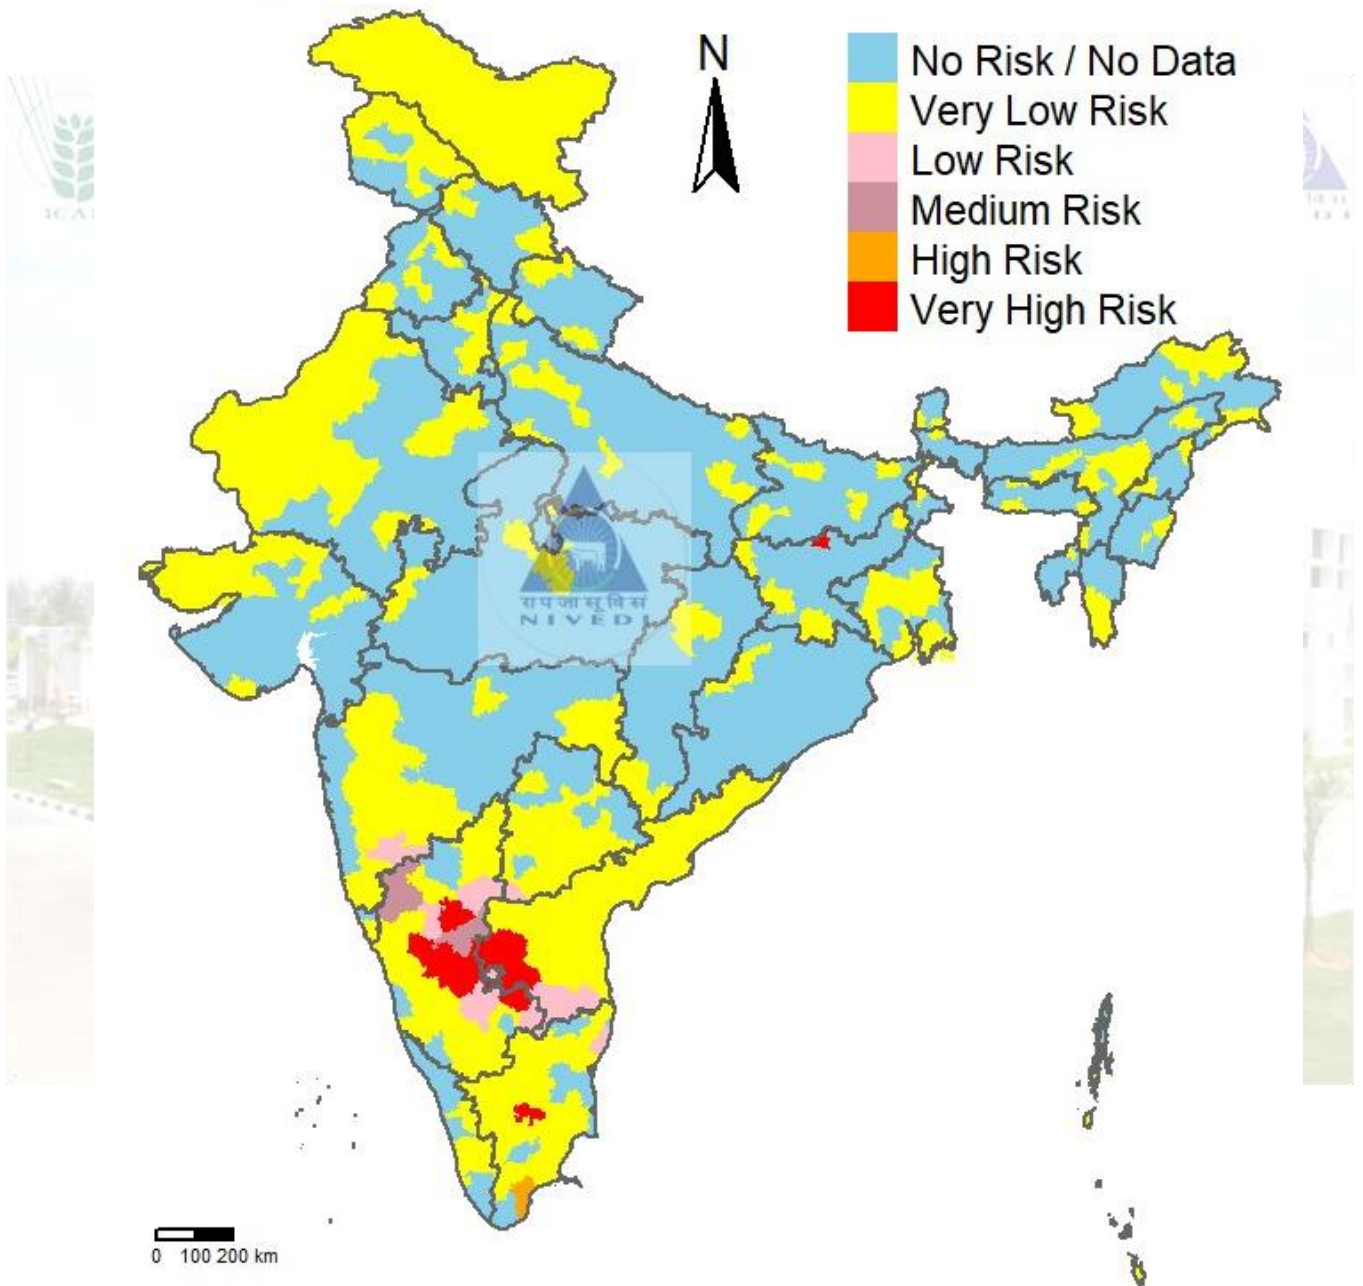 N
No Risk / No Data
Very Low Risk
Low Risk
Medium Risk
High Risk
Very High Risk
रा प जा सू वि सं
NIVEDI
0 100 200 km